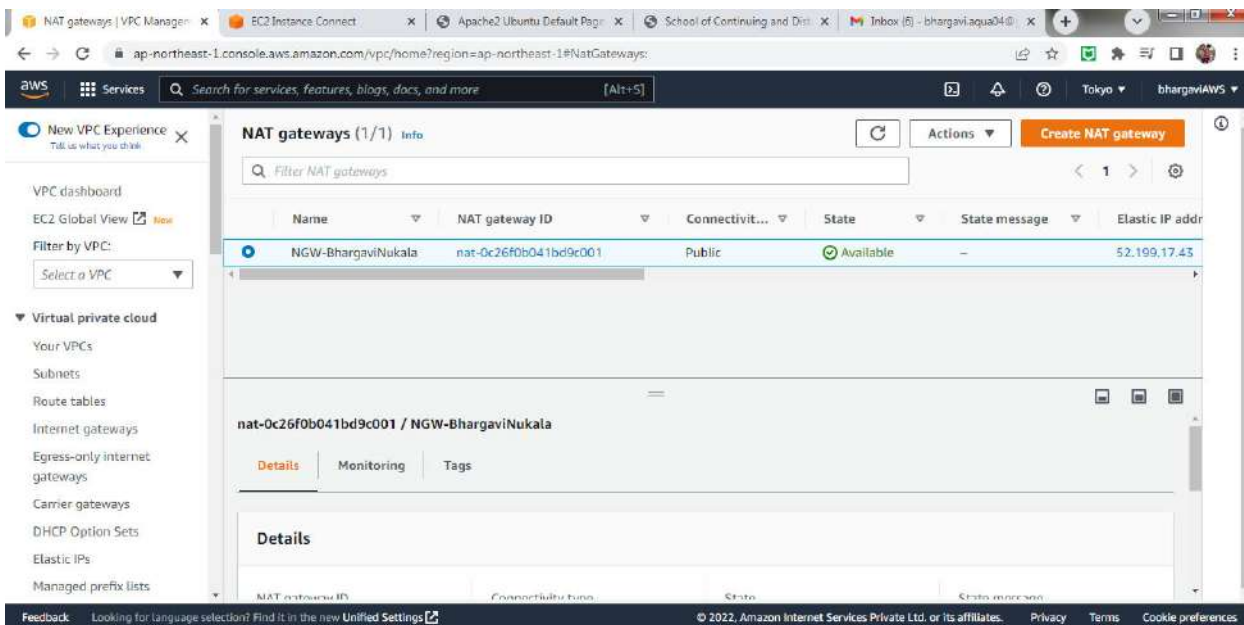 NAT gateways | VPC Managem
EC2 Instance Connect
Apache2 Ubuntu Default Page
School of Continuing and Dist
Inbox (6) - bhargavi.aqua04@
ap-northeast-1.console.aws.amazon.com/vpc/home?region=ap-northeast-1#NatGateways:
aws Services Search for services, features, blogs, docs, and more [Alt+S] Tokyo ▼ bhargaviAWS ▼
New VPC Experience
Tell us what you think
VPC dashboard
EC2 Global View New
Filter by VPC:
Select a VPC
Virtual private cloud
Your VPCs
Subnets
Route tables
Internet gateways
Egress-only internet
gateways
Carrier gateways
DHCP Option Sets
Elastic IPs
Managed prefix lists
NAT gateways (1/1) Info
Actions ▼ Create NAT gateway
Filter NAT gateways
1
Name NAT gateway ID Connectivit... State State message Elastic IP addr
NGW-BhargaviNukala nat-0c26f0b041bd9c001 Public Available – 52.199.17.43
nat-0c26f0b041bd9c001 / NGW-BhargaviNukala
Details Monitoring Tags
Details
NAT gateway ID Connectivity type State State message
Feedback Looking for language selection? Find it in the new Unified Settings © 2022, Amazon Internet Services Private Ltd. or its affiliates. Privacy Terms Cookie preferences